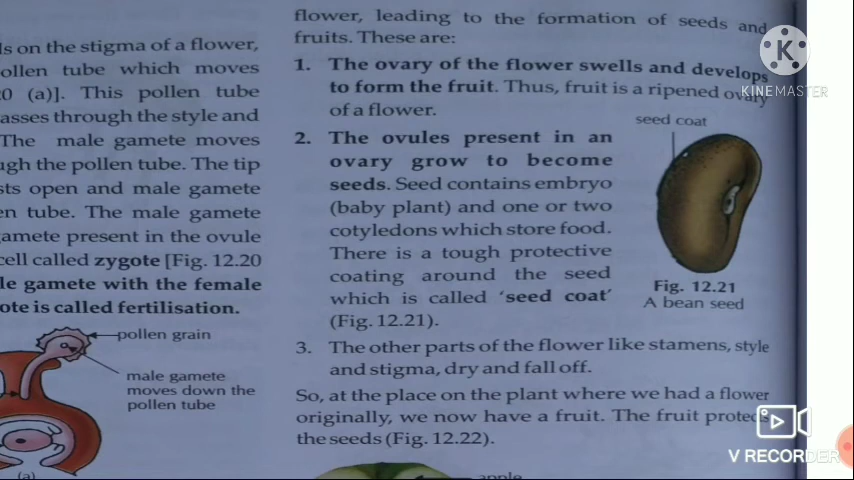 ls on the stigma of a flower,
ollen tube which moves
0 (a)]. This pollen tube
asses through the style and
The male gamete moves
ugh the pollen tube. The tip
sts open and male gamete
en tube. The male gamete
amete present in the ovule
cell called zygote [Fig. 12.20
le gamete with the female
ote is called fertilisation.
pollen grain
male gamete
moves down the
pollen tube
(a)
flower, leading to the formation of seeds and
fruits. These are:
1. The ovary of the flower swells and develops
to form the fruit. Thus, fruit is a ripened ovary
of a flower.
2. The ovules present in an
ovary grow to become
seeds. Seed contains embryo
(baby plant) and one or two
cotyledons which store food.
There is a tough protective
coating around the seed
which is called ‘seed coat’
(Fig. 12.21).
seed coat
Fig. 12.21
A bean seed
3. The other parts of the flower like stamens, style
and stigma, dry and fall off.
So, at the place on the plant where we had a flower
originally, we now have a fruit. The fruit protects
the seeds (Fig. 12.22).
apple
K
KINEMASTER
V RECORDER